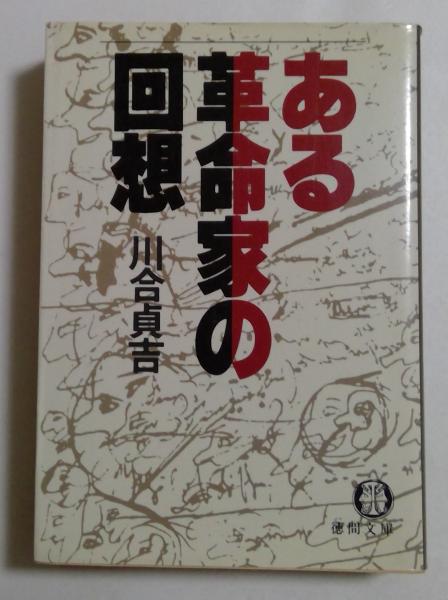 ある
革命家の
回想
川合貞吉
徳間文庫